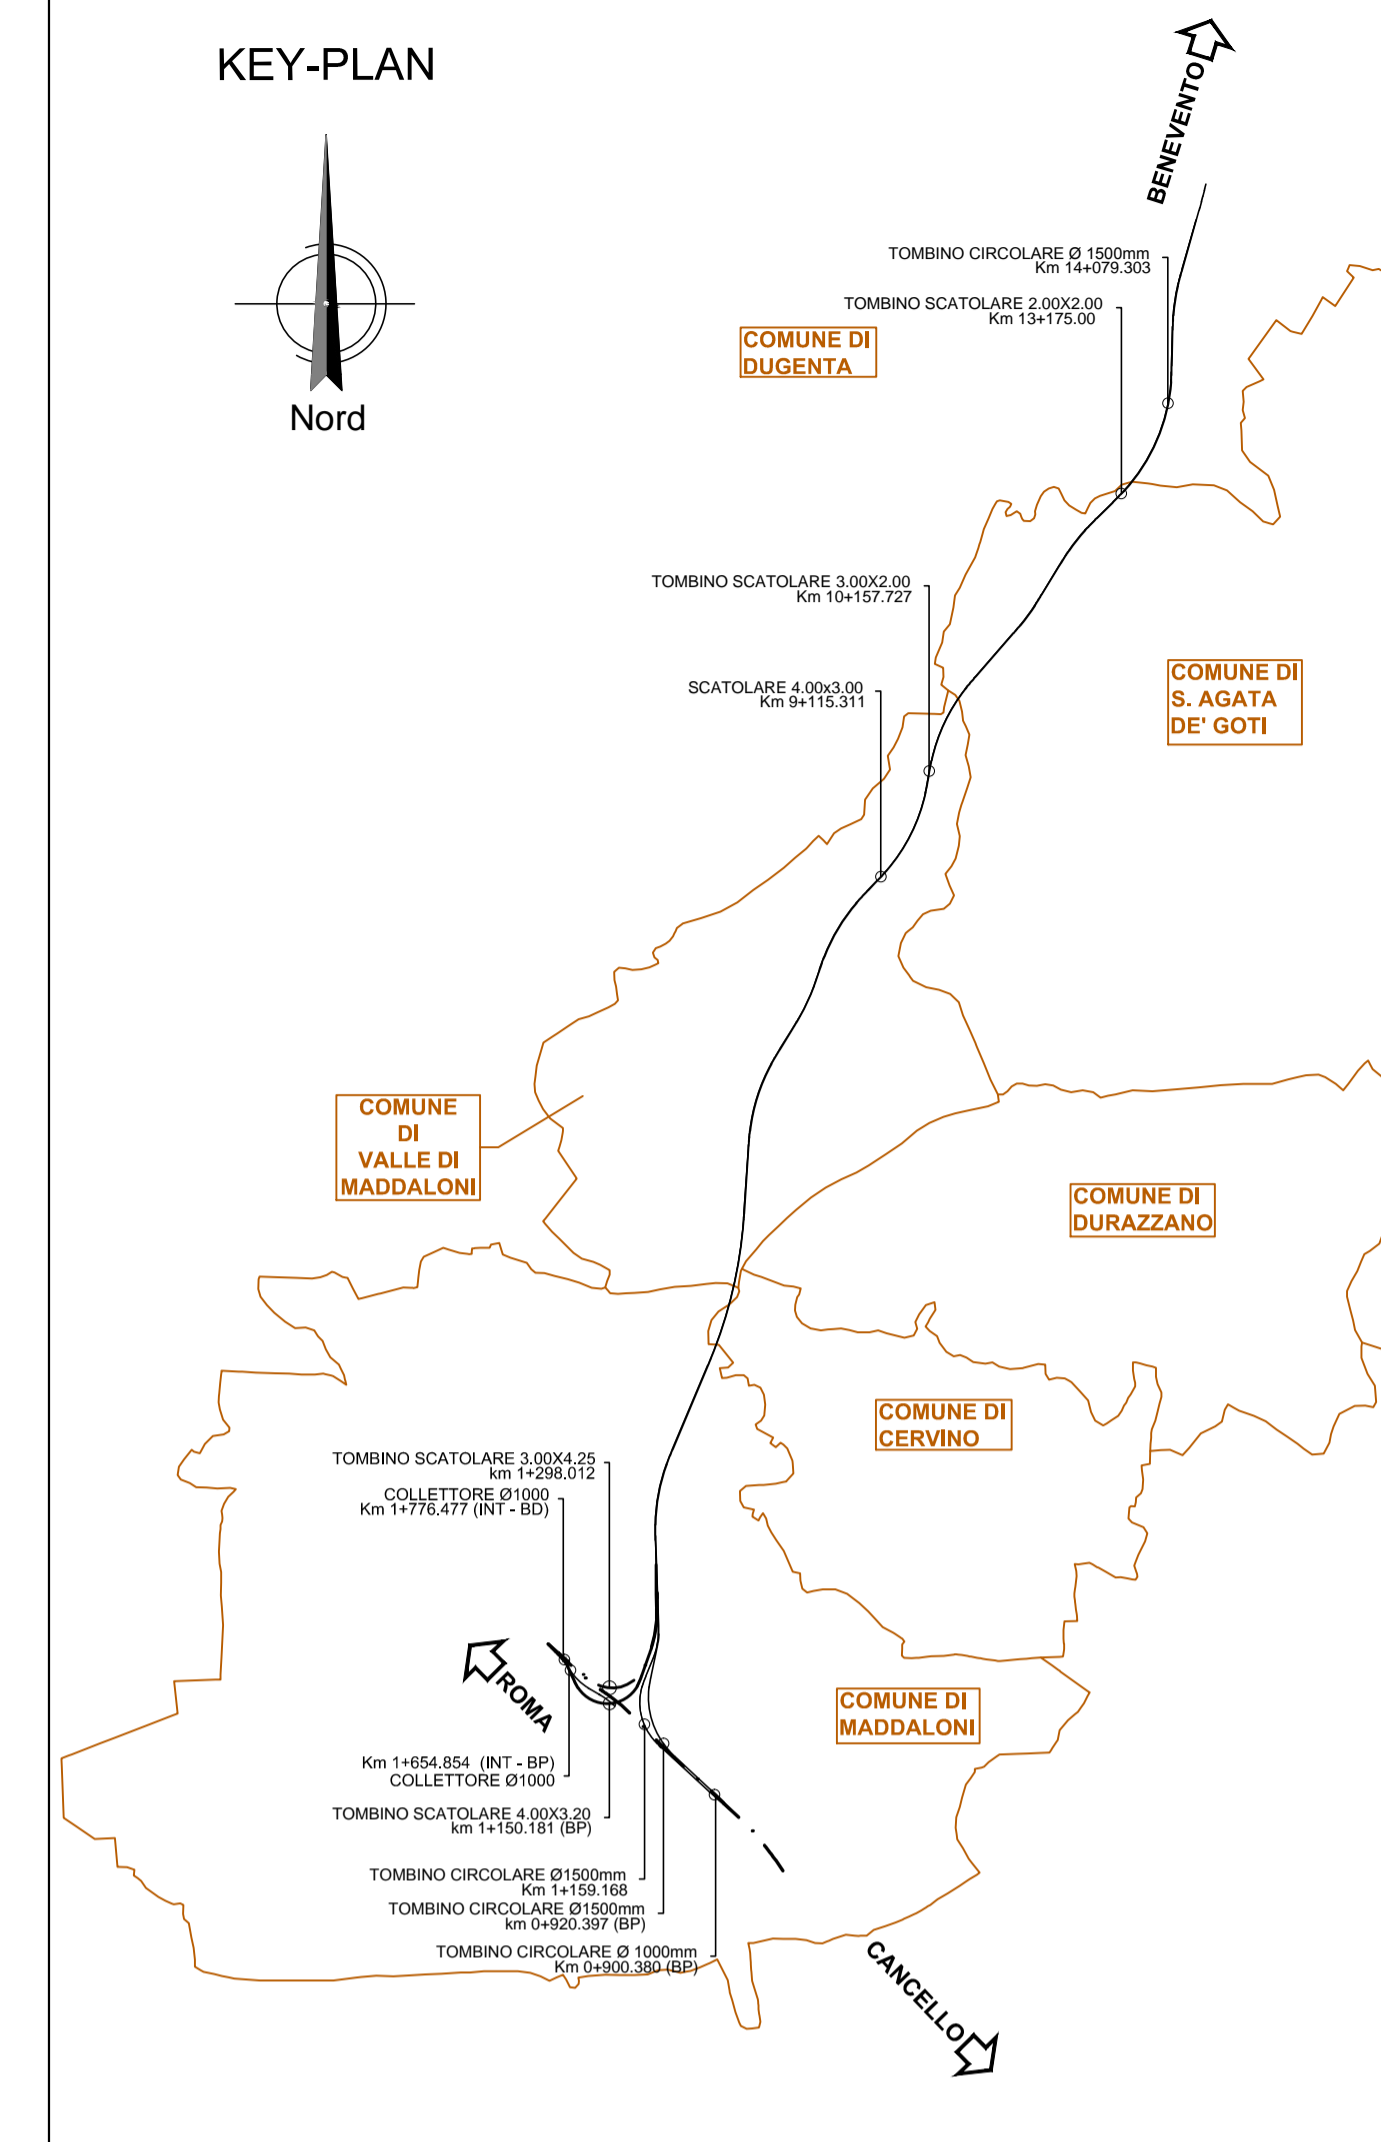 KEY-PLAN
Nord
BENEVENTO
TOMBINO CIRCOLARE Ø 1500mm
Km 14+079.303
TOMBINO SCATOLARE 2.00X2.00
Km 13+175.00
COMUNE DI
DUGENTA
TOMBINO SCATOLARE 3.00X2.00
Km 10+157.727
SCATOLARE 4.00x3.00
Km 9+115.311
COMUNE DI
S. AGATA
DE' GOTI
COMUNE
DI
VALLE DI
MADDALONI
COMUNE DI
DURAZZANO
COMUNE DI
CERVINO
TOMBINO SCATOLARE 3.00X4.25
km 1+298.012
COLLETTORE Ø1000
Km 1+776.477 (INT - BD)
ROMA
COMUNE DI
MADDALONI
Km 1+654.854 (INT - BP)
COLLETTORE Ø1000
TOMBINO SCATOLARE 4.00X3.20
km 1+150.181 (BP)
TOMBINO CIRCOLARE Ø1500mm
Km 1+159.168
TOMBINO CIRCOLARE Ø1500mm
km 0+920.397 (BP)
TOMBINO CIRCOLARE Ø 1000mm
Km 0+900.380 (BP)
CANCELLO